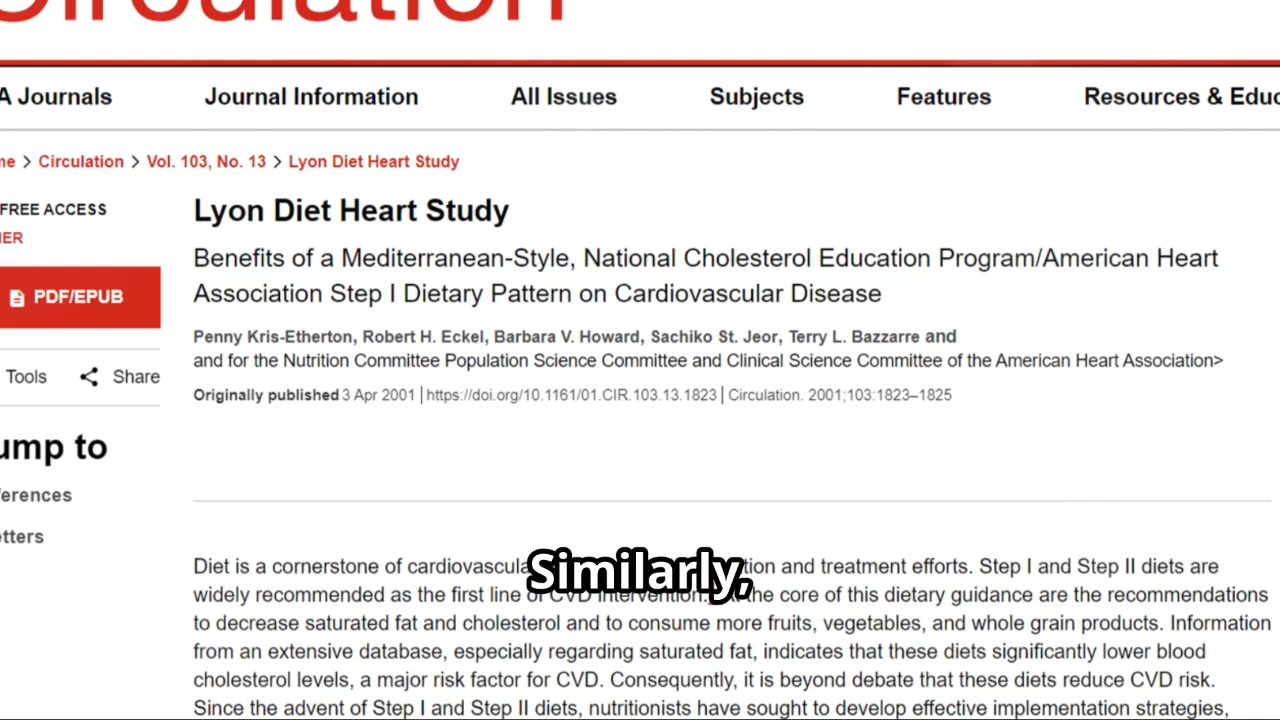 Circulation
A Journals Journal Information All Issues Subjects Features Resources & Educ
me > Circulation > Vol. 103, No. 13 > Lyon Diet Heart Study
FREE ACCESS
IER
PDF/EPUB
Tools Share
ump to
ferences
etters
Lyon Diet Heart Study
Benefits of a Mediterranean-Style, National Cholesterol Education Program/American Heart
Association Step I Dietary Pattern on Cardiovascular Disease
Penny Kris-Etherton, Robert H. Eckel, Barbara V. Howard, Sachiko St. Jeor, Terry L. Bazzarre and
and for the Nutrition Committee Population Science Committee and Clinical Science Committee of the American Heart Association>
Originally published 3 Apr 2001 | https://doi.org/10.1161/01.CIR.103.13.1823 | Circulation. 2001;103:1823–1825
Diet is a cornerstone of cardiovascula tion and treatment efforts. Step I and Step II diets are
widely recommended as the first line of CVD intervention. At the core of this dietary guidance are the recommendations
to decrease saturated fat and cholesterol and to consume more fruits, vegetables, and whole grain products. Information
from an extensive database, especially regarding saturated fat, indicates that these diets significantly lower blood
cholesterol levels, a major risk factor for CVD. Consequently, it is beyond debate that these diets reduce CVD risk.
Since the advent of Step I and Step II diets, nutritionists have sought to develop effective implementation strategies,
Similarly,